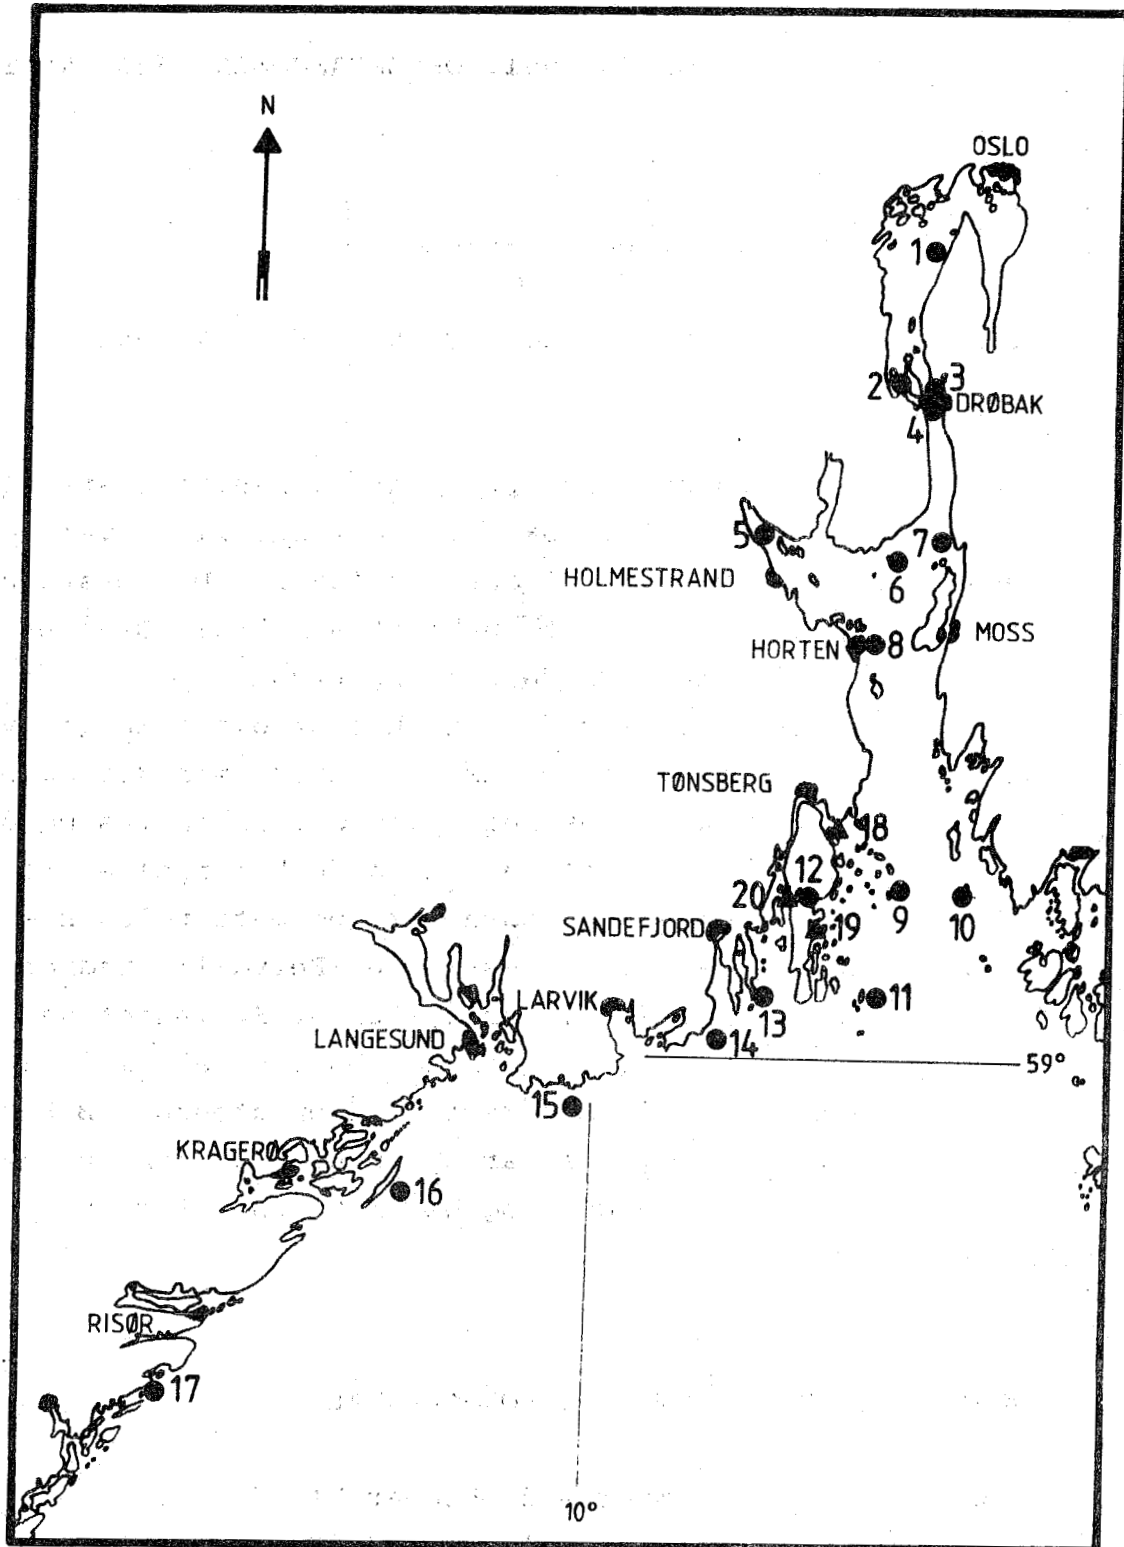 N
OSLO
1
2
3
DRØBAK
4
5
7
HOLMESTRAND
6
HORTEN
8
MOSS
TØNSBERG
18
12
20
9
10
SANDEFJORD
19
LARVIK
13
11
LANGESUND
14
59°
15
KRAGERØ
16
RISØR
17
10°